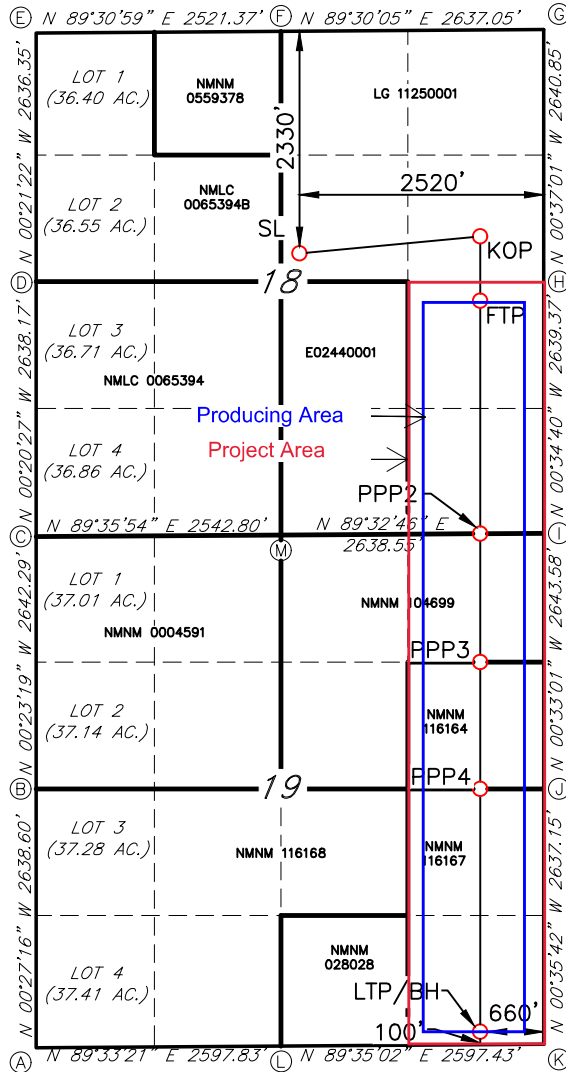 E N 89°30'59" E 2521.37' F N 89°30'05" E 2637.05' G
N 00°21'22" W 2636.35'
LOT 1
(36.40 AC.)
NMNM
0559378
LG 11250001
2330'
N 00°37'01" W 2640.85'
LOT 2
(36.55 AC.)
NMLC
0065394B
2520'
SL
KOP
D
18
H
FTP
N 00°20'27" W 2638.17'
LOT 3
(36.71 AC.)
NMLC 0065394
E02440001
N 00°34'40" W 2639.37'
Producing Area
Project Area
LOT 4
(36.86 AC.)
PPP2
C N 89°35'54" E 2542.80' N 89°32'46" E I
M 2638.55'
N 00°23'19" W 2642.29'
LOT 1
(37.01 AC.)
NMNM 0004591
NMNM 104699
N 00°33'01" W 2643.58'
PPP3
LOT 2
(37.14 AC.)
NMNM
116164
PPP4
B
19
J
N 00°27'16" W 2638.60'
LOT 3
(37.28 AC.)
NMNM 116168
NMNM
116167
N 00°35'42" W 2637.15'
LOT 4
(37.41 AC.)
NMNM
028028
LTP/BH
660'
100'
A N 89°33'21" E 2597.83' L N 89°35'02" E 2597.43' K